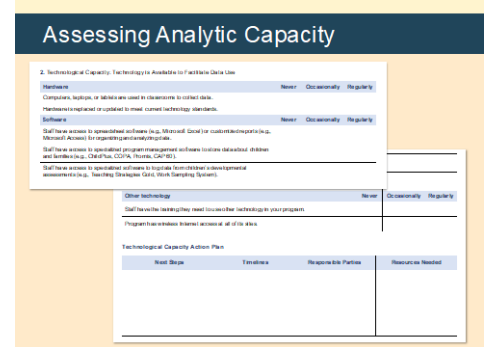 Assessing Analytic Capacity
2. Technological Capacity: Technology is Available to Facilitate Data Use
Hardware Never Occasionally Regularly
Computers, laptops, or tablets are used in classrooms to collect data.
Hardware is replaced or updated to meet current technology standards.
Software Never Occasionally Regularly
Staff have access to spreadsheet software (e.g., Microsoft Excel) or customized reports (e.g.,
Microsoft Access) for organizing and analyzing data.
Staff have access to specialized program management software to store data about children
and families (e.g., ChildPlus, COPA, Promis, CAP60).
Staff have access to specialized software to log data from children's developmental
assessments (e.g., Teaching Strategies Gold, Work Sampling System).
Other technology Never Occasionally Regularly
Staff have the training they need to use other technology in your program.
Program has wireless internet access at all of its sites.
Technological Capacity Action Plan
Next Steps Timelines Responsible Parties Resources Needed